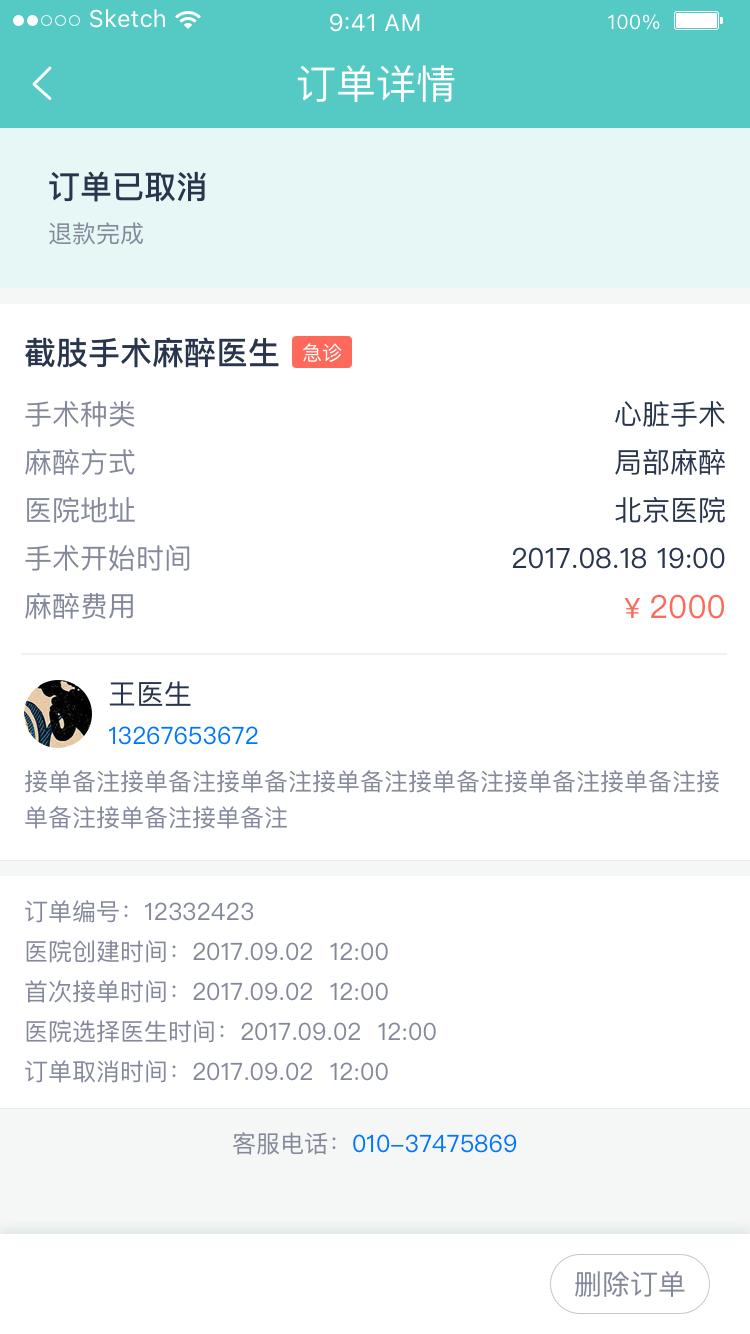 Sketch 9:41 AM 100%
订单详情
订单已取消
退款完成
截肢手术麻醉医生 急诊
手术种类 心脏手术
麻醉方式 局部麻醉
医院地址 北京医院
手术开始时间 2017.08.18 19:00
麻醉费用 ¥ 2000
王医生
13267653672
接单备注接单备注接单备注接单备注接单备注接单备注接单备注接
单备注接单备注接单备注
订单编号：12332423
医院创建时间：2017.09.02 12:00
首次接单时间：2017.09.02 12:00
医院选择医生时间：2017.09.02 12:00
订单取消时间：2017.09.02 12:00
客服电话：010-37475869
删除订单